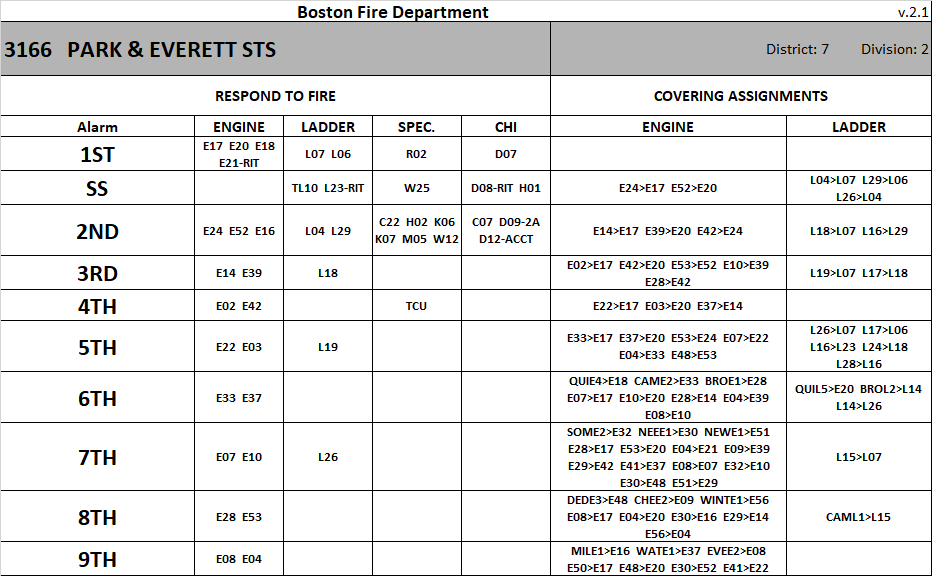 Boston Fire Department v.2.1
3166 PARK & EVERETT STS District: 7 Division: 2
RESPOND TO FIRE COVERING ASSIGNMENTS
Alarm ENGINE LADDER SPEC. CHI ENGINE LADDER
1ST E17 E20 E18 L07 L06 R02 D07
E21-RIT
SS TL10 L23-RIT W25 D08-RIT H01 E24>E17 E52>E20 L04>L07 L29>L06
L26>L04
2ND E24 E52 E16 L04 L29 C22 H02 K06 C07 D09-2A E14>E17 E39>E20 E42>E24 L18>L07 L16>L29
K07 M05 W12 D12-ACCT
3RD E14 E39 L18 E02>E17 E42>E20 E53>E52 E10>E39 L19>L07 L17>L18
E28>E42
4TH E02 E42 TCU E22>E17 E03>E20 E37>E14
5TH E22 E03 L19 E33>E17 E37>E20 E53>E24 E07>E22 L26>L07 L17>L06
E04>E33 E48>E53 L16>L23 L24>L18
L28>L16
6TH E33 E37 QUIE4>E18 CAME2>E33 BROE1>E28 QUIL5>E20 BROL2>L14
E07>E17 E10>E20 E28>E14 E04>E39 L14>L26
E08>E10
7TH E07 E10 L26 SOME2>E32 NEEE1>E30 NEWE1>E51 L15>L07
E28>E17 E53>E20 E04>E21 E09>E39
E29>E42 E41>E37 E08>E07 E32>E10
E30>E48 E51>E29
8TH E28 E53 DEDE3>E48 CHEE2>E09 WINTE1>E56 CAML1>L15
E08>E17 E04>E20 E30>E16 E29>E14
E56>E04
9TH E08 E04 MILE1>E16 WATE1>E37 EVEE2>E08
E50>E17 E48>E20 E30>E52 E41>E22